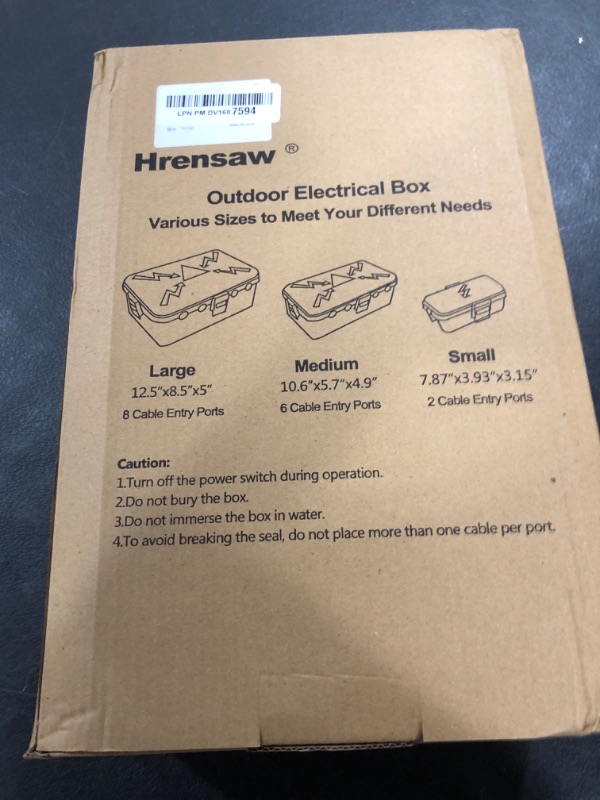 LPN PM DV168 7594
Hrensaw ®
Outdoor Electrical Box
Various Sizes to Meet Your Different Needs
Large
12.5"x8.5"x5"
8 Cable Entry Ports
Medium
10.6"x5.7"x4.9"
6 Cable Entry Ports
Small
7.87"x3.93"x3.15"
2 Cable Entry Ports
Caution:
1.Turn off the power switch during operation.
2.Do not bury the box.
3.Do not immerse the box in water.
4.To avoid breaking the seal, do not place more than one cable per port.